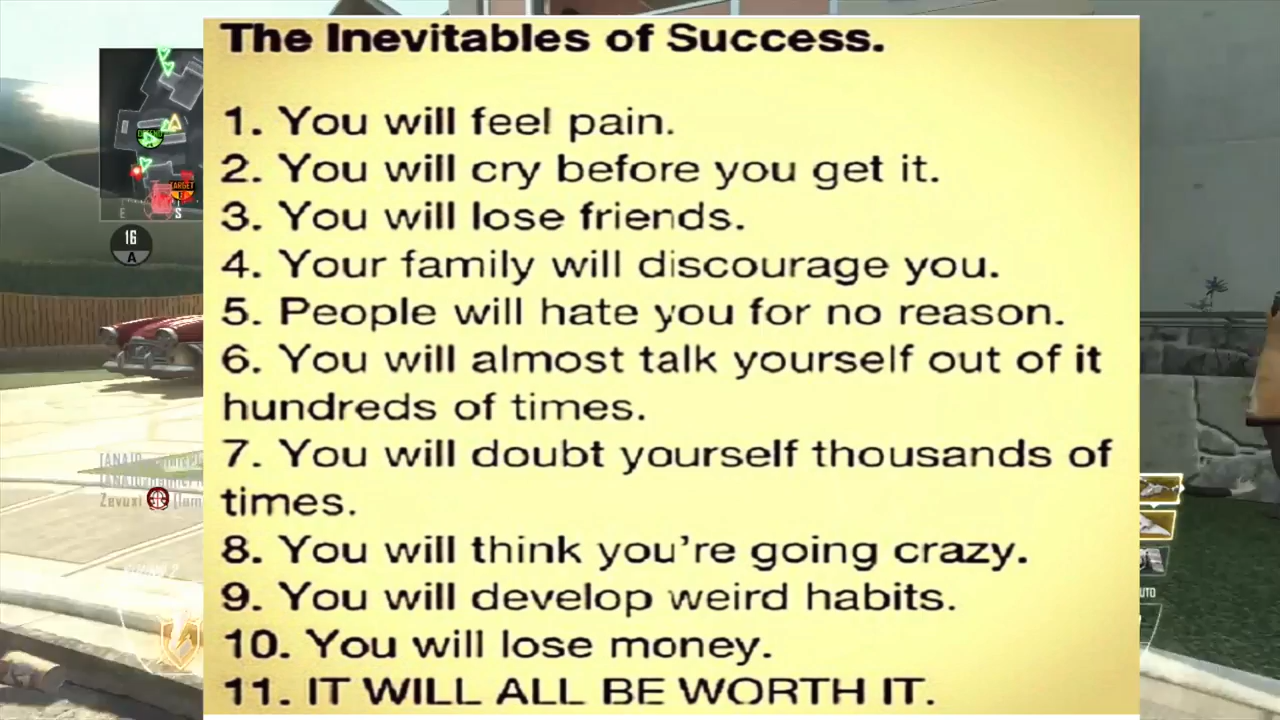 The Inevitables of Success.
1. You will feel pain.
2. You will cry before you get it.
3. You will lose friends.
4. Your family will discourage you.
5. People will hate you for no reason.
6. You will almost talk yourself out of it
hundreds of times.
7. You will doubt yourself thousands of
times.
8. You will think you're going crazy.
9. You will develop weird habits.
10. You will lose money.
11. IT WILL ALL BE WORTH IT.
E S
16
A
Zevuxi